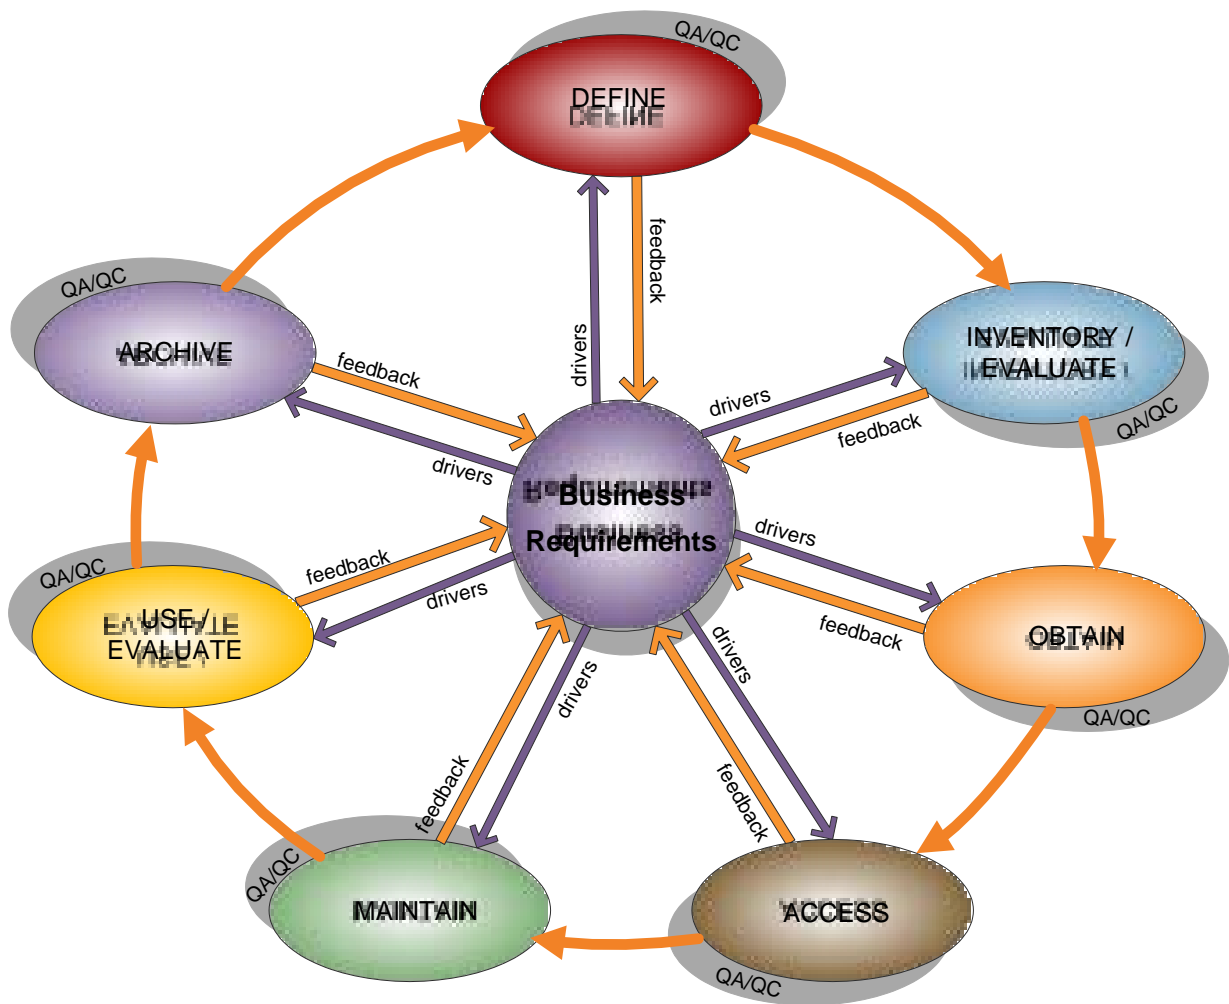 QA/QC
DEFINE
feedback
drivers
QA/QC
ARCHIVE
feedback
drivers
INVENTORY /
EVALUATE
QA/QC
drivers
feedback
Business
Requirements
drivers
feedback
OBTAIN
QA/QC
QA/QC
USE /
EVALUATE
feedback
drivers
drivers
feedback
QA/QC
MAINTAIN
drivers
feedback
ACCESS
QA/QC